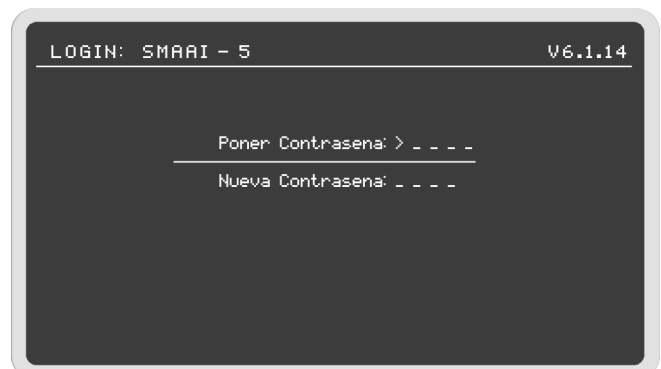 LOGIN: SMAAI - 5 V6.1.14
Poner Contrasena: > _ _ _ _
Nueva Contrasena: _ _ _ _